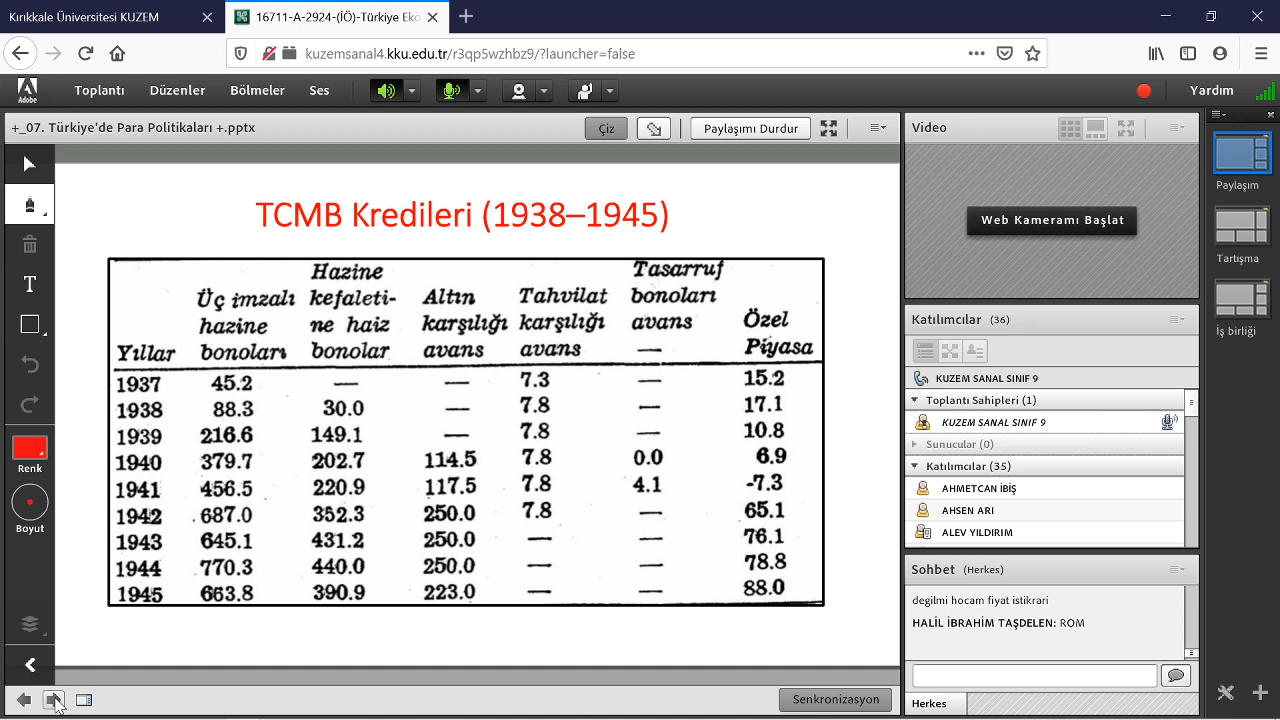 Kırıkkale Üniversitesi KUZEM
16711-A-2924-(İÖ)-Türkiye Eko
kuzemsanal4.kku.edu.tr/r3qp5wzhbz9/?launcher=false
Adobe
Toplantı Düzenler Bölmeler Ses Yardım
+_07. Türkiye'de Para Politikaları +.pptx
Çiz
Paylaşımı Durdur
TCMB Kredileri (1938–1945)
Yıllar
Üç imzalı hazine bonoları
Hazine kefaleti-
ne haiz bonolar
Altın karşılığı avans
Tahvilat karşılığı avans
Tasarruf bonoları avans —
Özel Piyasa
1937 45.2 — — 7.3 — 15.2
1938 88.3 30.0 — 7.8 — 17.1
1939 216.6 149.1 — 7.8 — 10.8
1940 379.7 202.7 114.5 7.8 0.0 6.9
1941 456.5 220.9 117.5 7.8 4.1 -7.3
1942 687.0 352.3 250.0 7.8 — 65.1
1943 645.1 431.2 250.0 — — 76.1
1944 770.3 440.0 250.0 — — 78.8
1945 663.8 390.9 223.0 — — 88.0
T
Renk
Boyut
Senkronizasyon
Video
Web Kameramı Başlat
Katılımcılar (36)
KUZEM SANAL SINIF 9
Toplantı Sahipleri (1)
KUZEM SANAL SINIF 9
Sunucular (0)
Katılımcılar (35)
AHMETCAN İBİŞ
AHSEN ARI
ALEV YILDIRIM
Sohbet (Herkes)
degilmi hocam fiyat istikrari
HALİL İBRAHİM TAŞDELEN: ROM
Herkes
Paylaşım
Tartışma
İş birliği